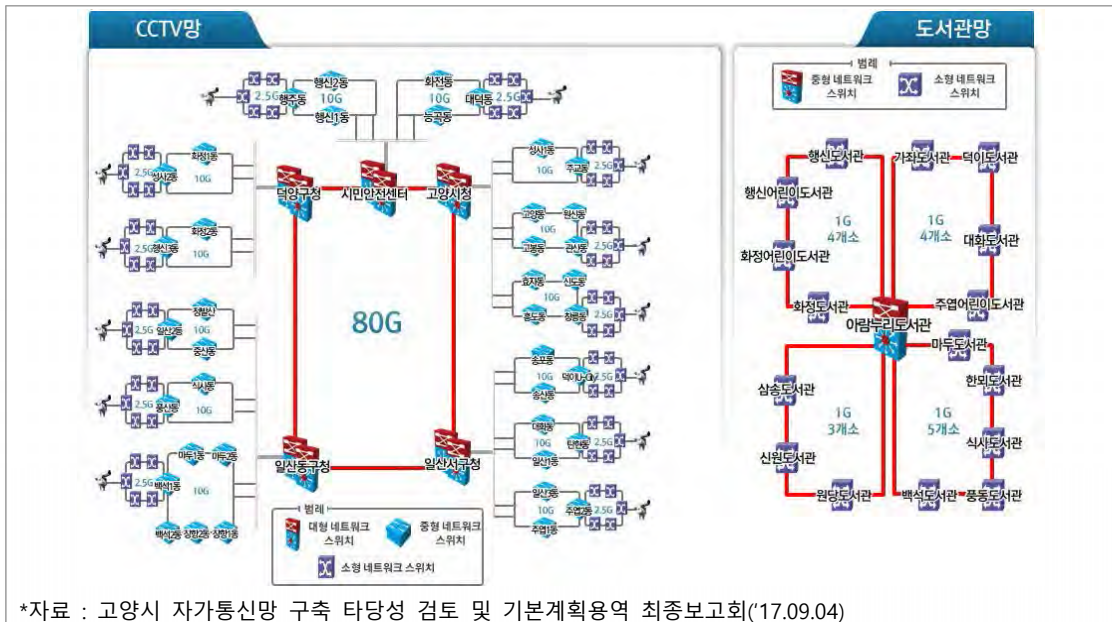 CCTV망
도서관망
행신2동
10G
행신1동
행주동
2.5G
화전동
10G
능곡동
대덕동
2.5G
화정1동
10G
성사2동
2.5G
화정2동
10G
행신3동
2.5G
정발산
10G
중산동
일산2동
2.5G
식사동
10G
풍산동
2.5G
마두1동
마두2동
10G
백석1동
2.5G
백석2동
장항2동
장항1동
덕양구청
시민안전센터
고양시청
80G
일산동구청
일산서구청
성사1동
10G
주교동
2.5G
고양동
원신동
10G
고봉동
관산동
2.5G
효자동
신도동
10G
흥도동
창릉동
2.5G
송포동
10G
송산동
2.5G
대화동
10G
일산1동
탄현동
2.5G
일산3동
10G
주엽1동
주엽2동
2.5G
범례
대형 네트워크
스위치
중형 네트워크
스위치
소형 네트워크 스위치
범례
중형 네트워크
스위치
소형 네트워크
스위치
행신도서관
행신어린이도서관
화정어린이도서관
화정도서관
1G
4개소
가좌도서관
덕이도서관
대화도서관
주엽어린이도서관
1G
4개소
아람누리도서관
삼송도서관
신원도서관
원당도서관
1G
3개소
마두도서관
한뫼도서관
식사도서관
풍동도서관
백석도서관
1G
5개소
*자료 : 고양시 자가통신망 구축 타당성 검토 및 기본계획용역 최종보고회('17.09.04)